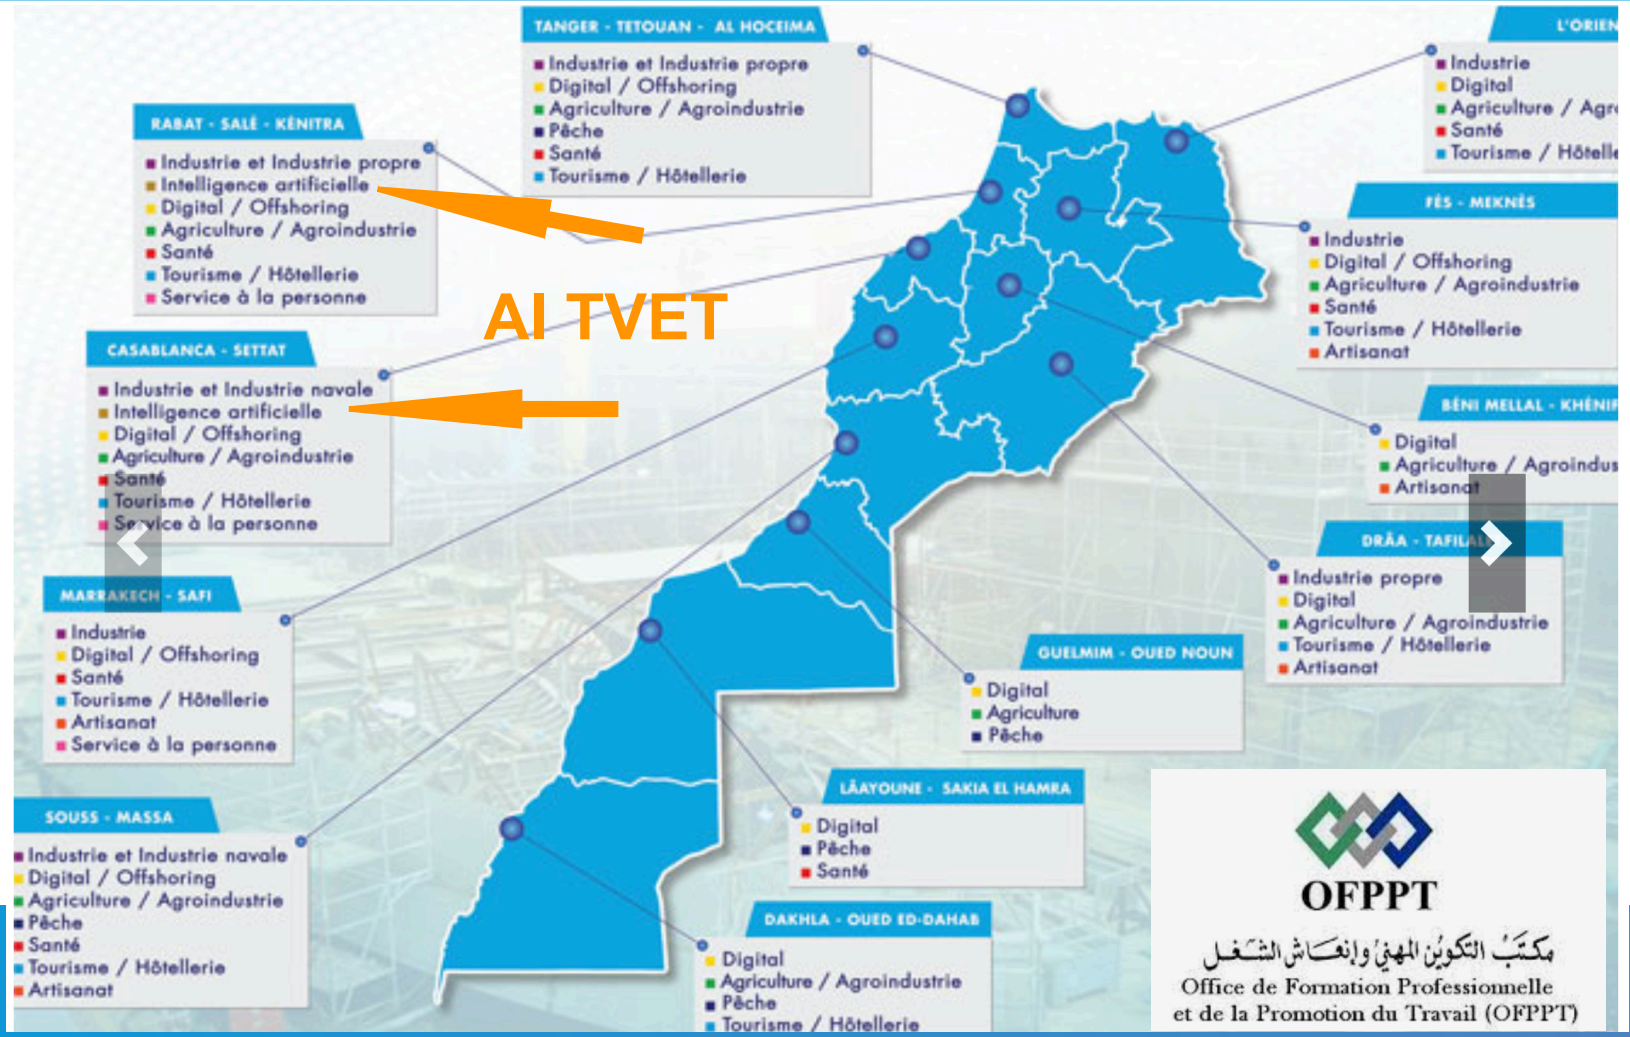 TANGER - TETOUAN - AL HOCEIMA
Industrie et Industrie propre
Digital / Offshoring
Agriculture / Agroindustrie
Pêche
Santé
Tourisme / Hôtellerie
L'ORIEN
Industrie
Digital
Agriculture / Agro
Santé
Tourisme / Hôtelle
RABAT - SALÉ - KÉNITRA
Industrie et Industrie propre
Intelligence artificielle
Digital / Offshoring
Agriculture / Agroindustrie
Santé
Tourisme / Hôtellerie
Service à la personne
AI TVET
FÈS - MEKNÈS
Industrie
Digital / Offshoring
Agriculture / Agroindustrie
Santé
Tourisme / Hôtellerie
Artisanat
CASABLANCA - SETTAT
Industrie et Industrie navale
Intelligence artificielle
Digital / Offshoring
Agriculture / Agroindustrie
Santé
Tourisme / Hôtellerie
Service à la personne
BÉNI MELLAL - KHÉNIF
Digital
Agriculture / Agroindus
Artisanat
DRÂA - TAFILAL
Industrie propre
Digital
Agriculture / Agroindustrie
Tourisme / Hôtellerie
Artisanat
MARRAKECH - SAFI
Industrie
Digital / Offshoring
Santé
Tourisme / Hôtellerie
Artisanat
Service à la personne
GUELMIM - OUED NOUN
Digital
Agriculture
Pêche
LÂAYOUNE - SAKIA EL HAMRA
Digital
Pêche
Santé
SOUSS - MASSA
Industrie et Industrie navale
Digital / Offshoring
Agriculture / Agroindustrie
Pêche
Santé
Tourisme / Hôtellerie
Artisanat
DAKHLA - OUED ED-DAHAB
Digital
Agriculture / Agroindustrie
Pêche
Tourisme / Hôtellerie
OFPPT
مكتب التكوين المهني وإنعاش الشغل
Office de Formation Professionnelle
et de la Promotion du Travail (OFPPT)